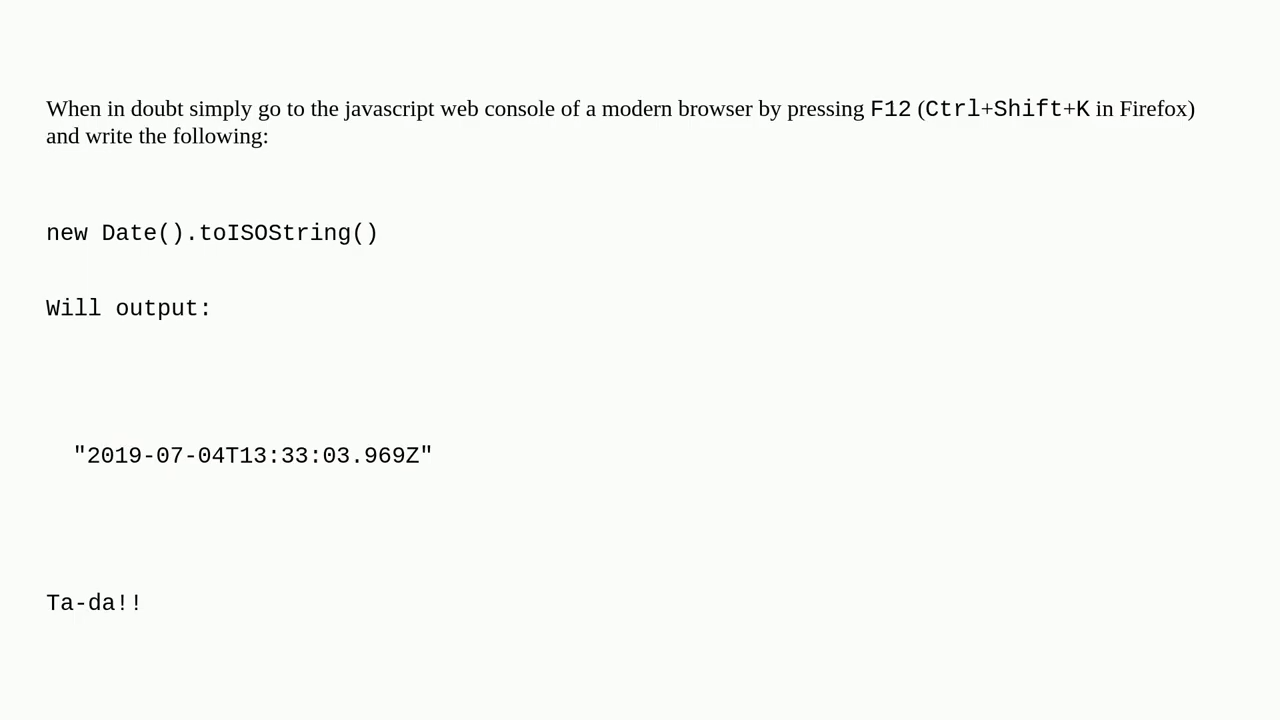 When in doubt simply go to the javascript web console of a modern browser by pressing F12 (Ctrl+Shift+K in Firefox)
and write the following:
new Date().toISOString()
Will output:
"2019-07-04T13:33:03.969Z"
Ta-da!!